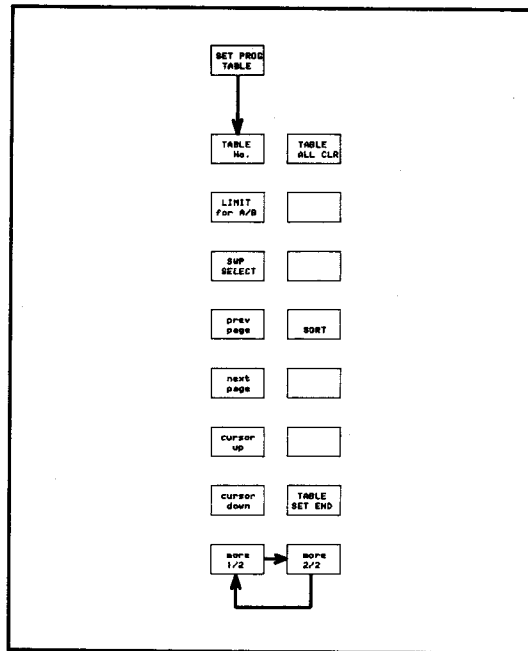 SET PROG
TABLE
TABLE
No.
TABLE
ALL CLR
LIMIT
for A/B
SWP
SELECT
prev
page
SORT
next
page
cursor
up
cursor
down
TABLE
SET END
more
1/2
more
2/2